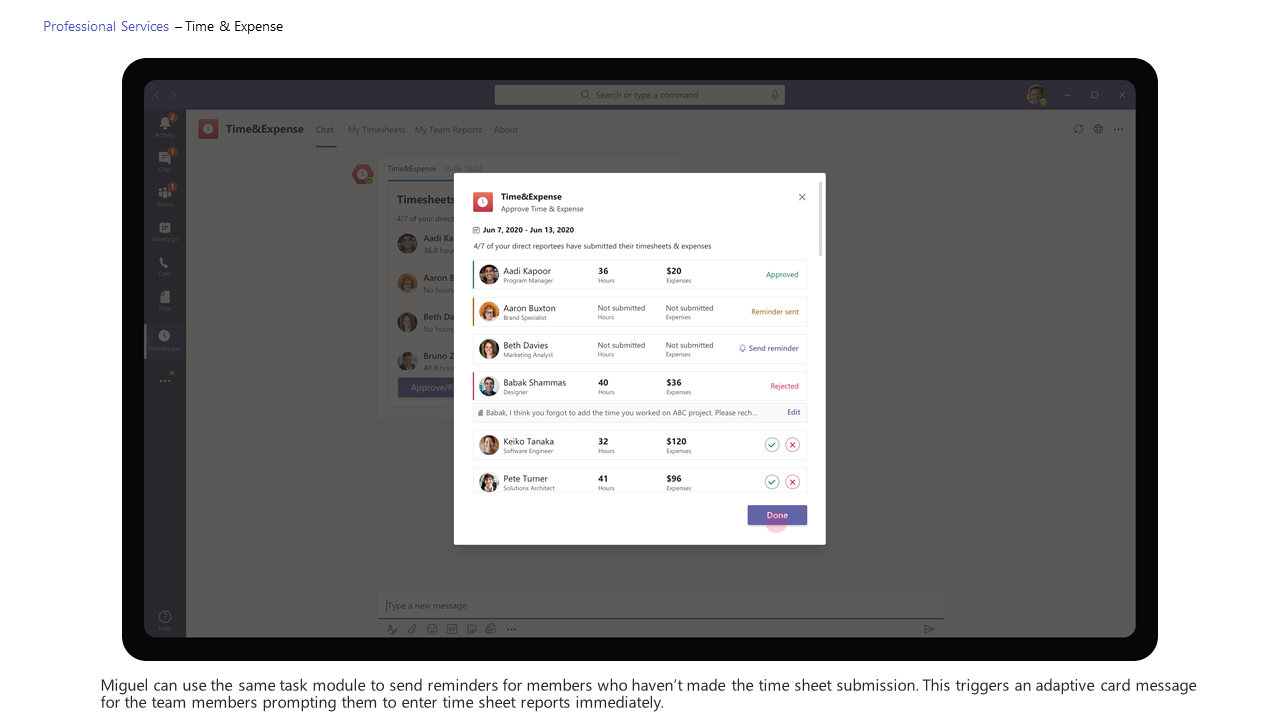 Professional Services – Time & Expense
Search or type a command
2
Activity
Time&Expense
Chat
My Timesheets
My Team Reports
About
1
Chat
1
Teams
Meetings
Calls
Files
Help
Time&Expense
Timesheets
4/7 of your direct
Aadi Ka
36.0 hou
Aaron B
No hours
Beth Da
No hours
Bruno Z
40.0 hou
Approve/R
Time&Expense
Approve Time & Expense
Jun 7, 2020 - Jun 13, 2020
4/7 of your direct reportee have submitted their timesheets & expenses
Aadi Kapoor 36 $20 Approved
Program Manager Hours Expenses
Aaron Buxton Not submitted Not submitted Reminder sent
Brand Specialist Hours Expenses
Beth Davies Not submitted Not submitted Send reminder
Marketing Analyst Hours Expenses
Babak Shammas 40 $36 Rejected
Designer Hours Expenses
Babak, I think you forgot to add the time you worked on ABC project. Please rech... Edit
Keiko Tanaka 32 $120
Software Engineer Hours Expenses
Pete Turner 41 $96
Solutions Architect Hours Expenses
Done
Type a new message
Miguel can use the same task module to send reminders for members who haven't made the time sheet submission. This triggers an adaptive card message
for the team members prompting them to enter time sheet reports immediately.